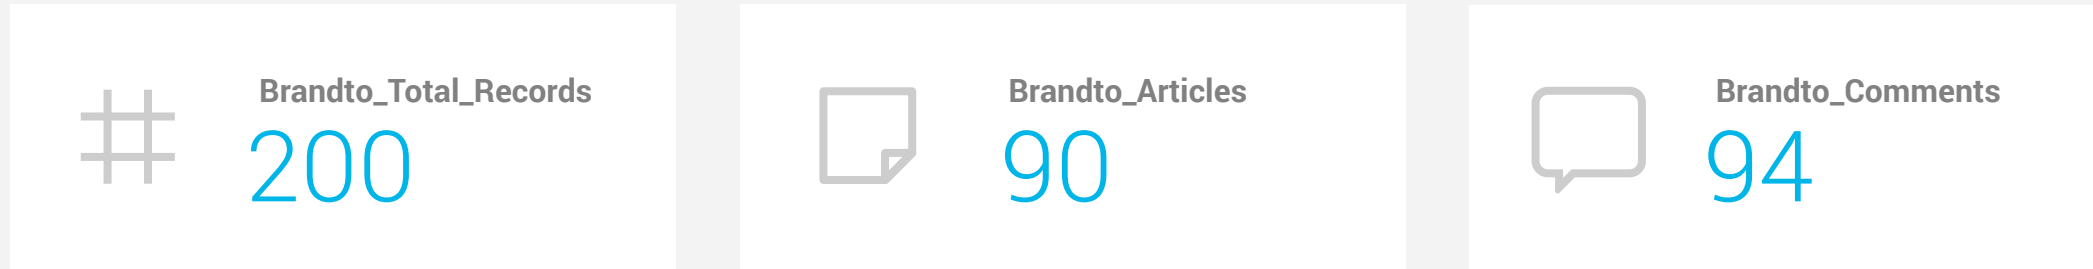 Brandto_Total_Records
200
Brandto_Articles
90
Brandto_Comments
94